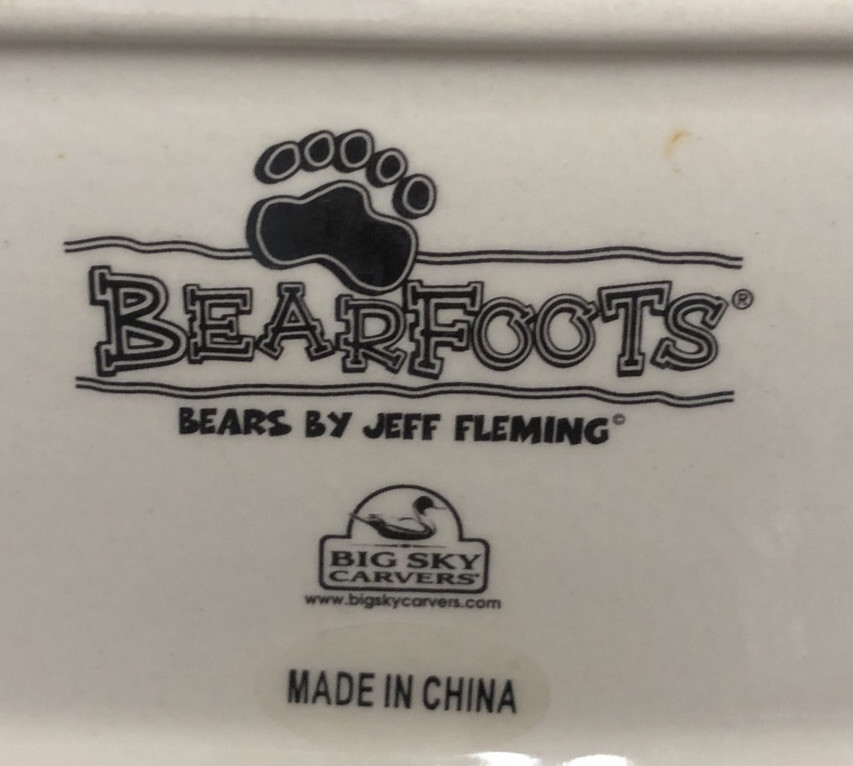 BEARFOOTS®
BEARS BY JEFF FLEMING©
BIG SKY
CARVERS®
www.bigskycarvers.com
MADE IN CHINA